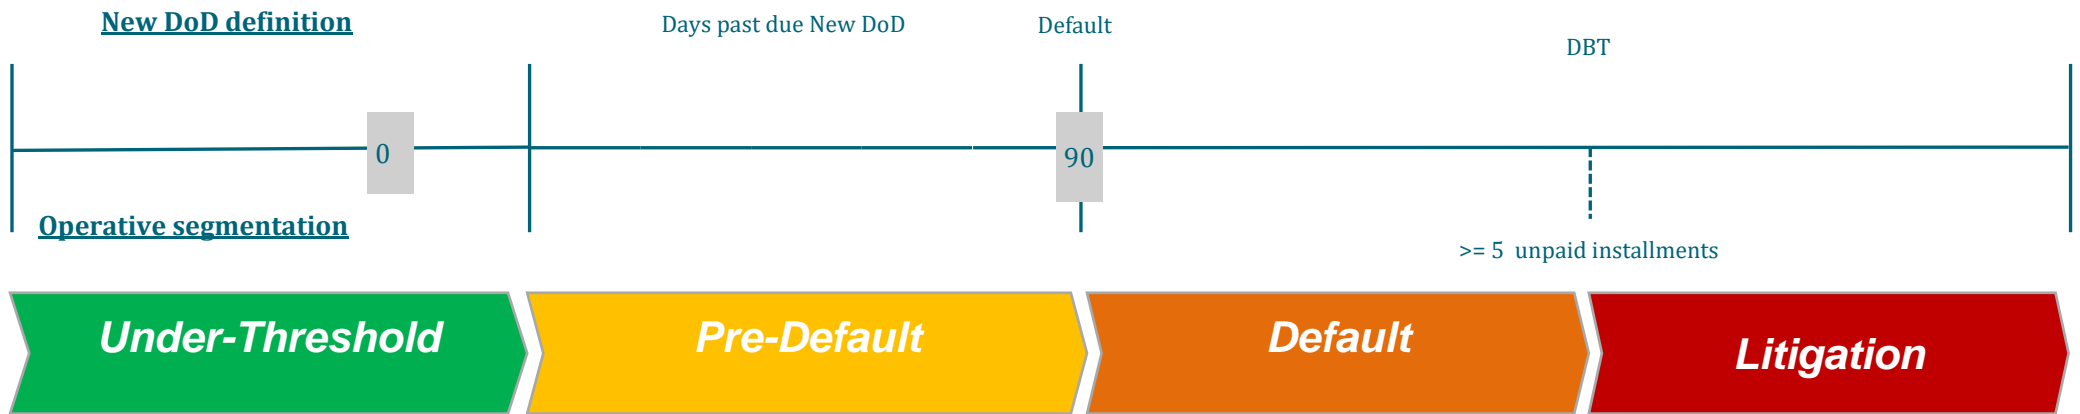 New DoD definition
Days past due New DoD
Default
DBT
0
90
Operative segmentation
>= 5 unpaid installments
Under-Threshold
Pre-Default
Default
Litigation